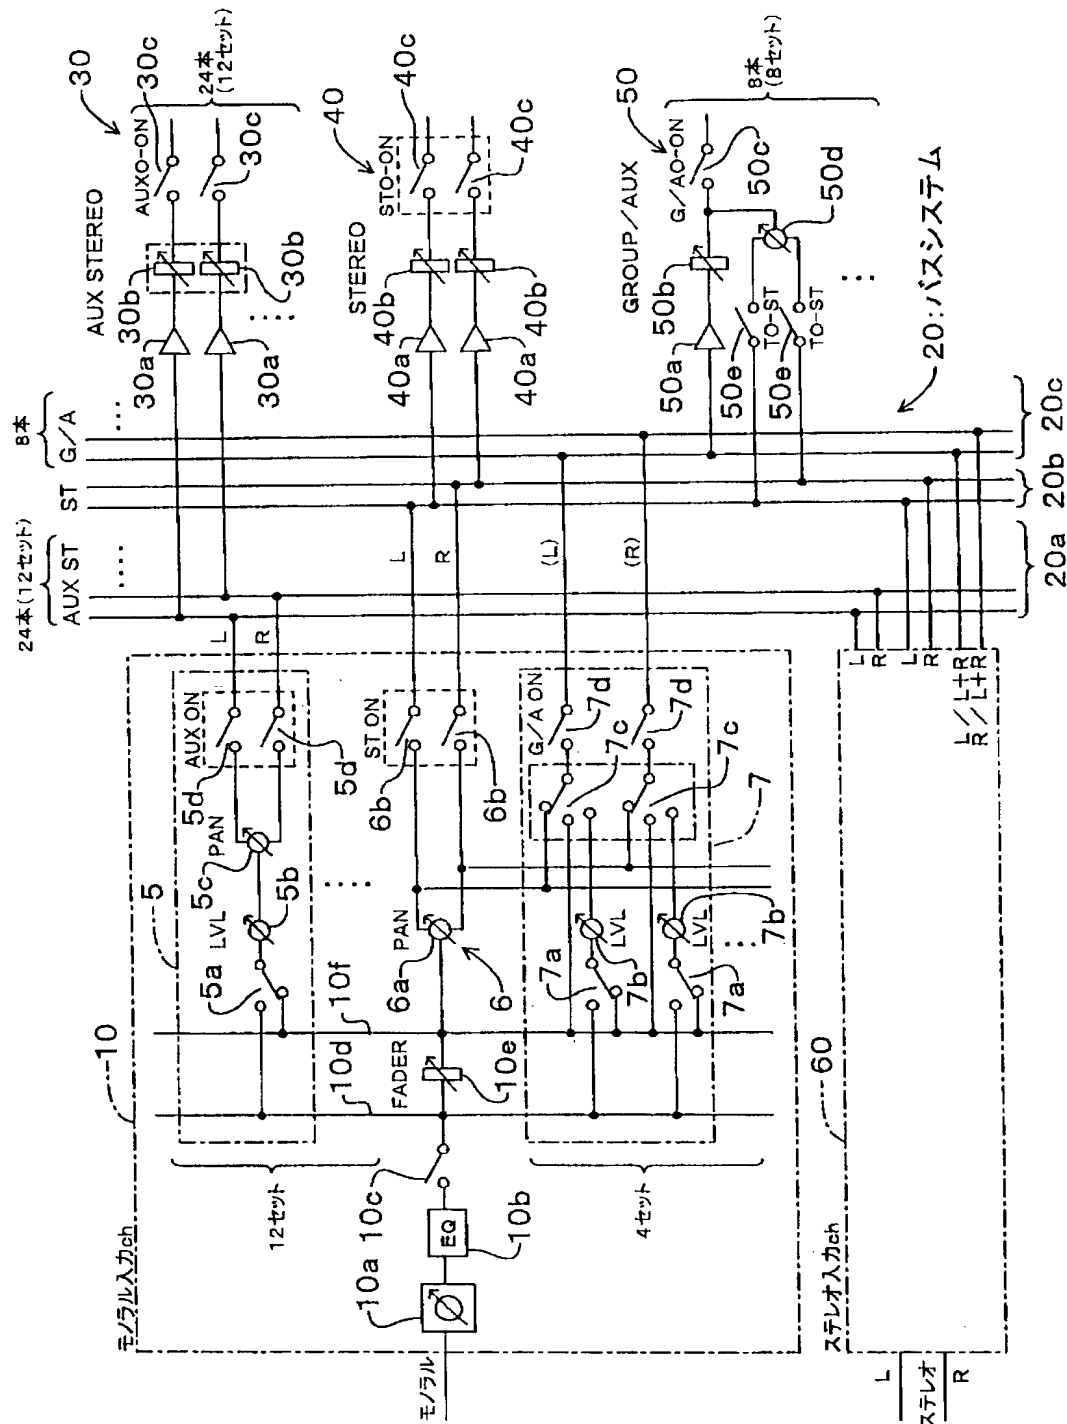 モノラル入力ch
10
モノラル
10a
EQ
10b
10c
12セット
10d
FADER
10e
10f
5
5a
LVL
5b
5c
PAN
5d
AUX ON
5d
L
R
6a
PAN
6
6b
ST ON
6b
L
R
4セット
7a
LVL
7b
7a
LVL
7b
7c
7c
G/A ON
7d
7d
7
(L)
(R)
24本(12セット)
AUX ST
ST
8本
G/A
20a
20b
20c
20:バスシステム
AUX STEREO
30
30a
30a
30b
30b
AUXO-ON
30c
30c
24本
(12セット)
STEREO
40
40a
40a
40b
40b
STO-ON
40c
40c
GROUP/AUX
50
50a
50b
G/AO-ON
50c
50d
50e
TO-ST
50e
TO-ST
8本
(8セット)
ステレオ入力ch
60
L
ステレオ
R
L
R
L
R
L/L+R
R/L+R